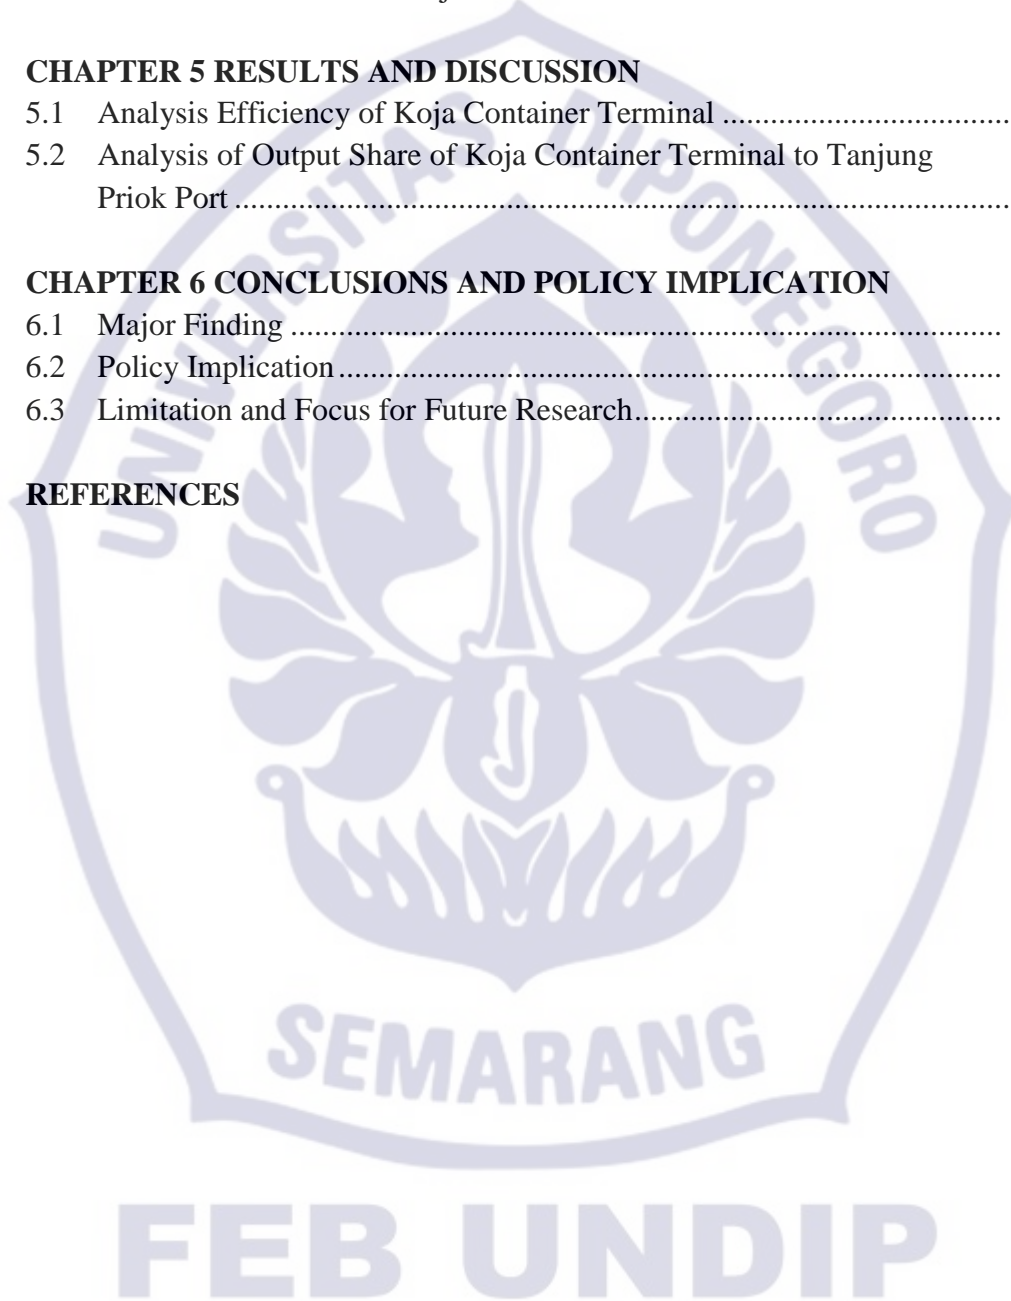 CHAPTER 5 RESULTS AND DISCUSSION
5.1 Analysis Efficiency of Koja Container Terminal ...............................
5.2 Analysis of Output Share of Koja Container Terminal to Tanjung
Priok Port ..................................................................................
CHAPTER 6 CONCLUSIONS AND POLICY IMPLICATION
6.1 Major Finding ...........................................................................
6.2 Policy Implication ......................................................................
6.3 Limitation and Focus for Future Research.......................................
REFERENCES
UNIVERSITAS DIPONEGORO
SEMARANG
FEB UNDIP